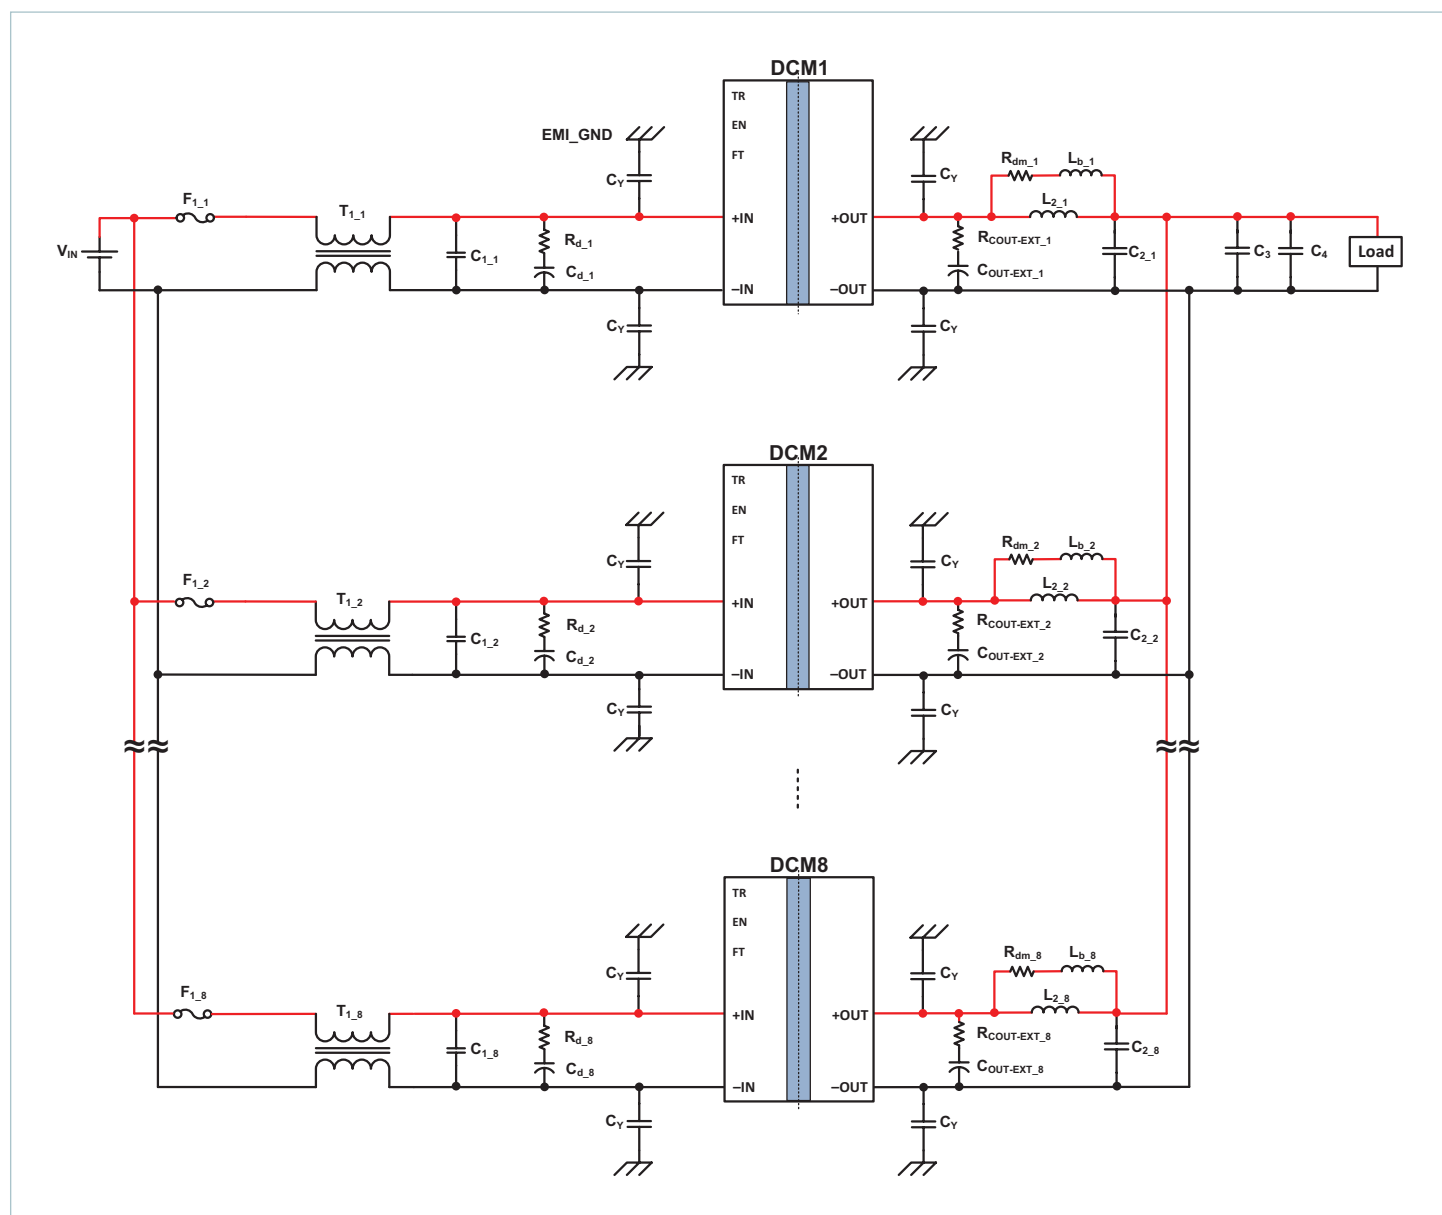 DCM1
TR
EN
FT
EMI_GND
CY
CY
Rdm_1
Lb_1
F1_1
T1_1
L2_1
+IN
+OUT
VIN
C1_1
Rd_1
Cd_1
RCOUT-EXT_1
COUT-EXT_1
C2_1
C3
C4
Load
–IN
–OUT
CY
CY
DCM2
TR
EN
FT
CY
CY
Rdm_2
Lb_2
F1_2
T1_2
L2_2
+IN
+OUT
C1_2
Rd_2
Cd_2
RCOUT-EXT_2
COUT-EXT_2
C2_2
–IN
–OUT
CY
CY
DCM8
TR
EN
FT
CY
CY
Rdm_8
Lb_8
F1_8
T1_8
L2_8
+IN
+OUT
C1_8
Rd_8
Cd_8
RCOUT-EXT_8
COUT-EXT_8
C2_8
–IN
–OUT
CY
CY